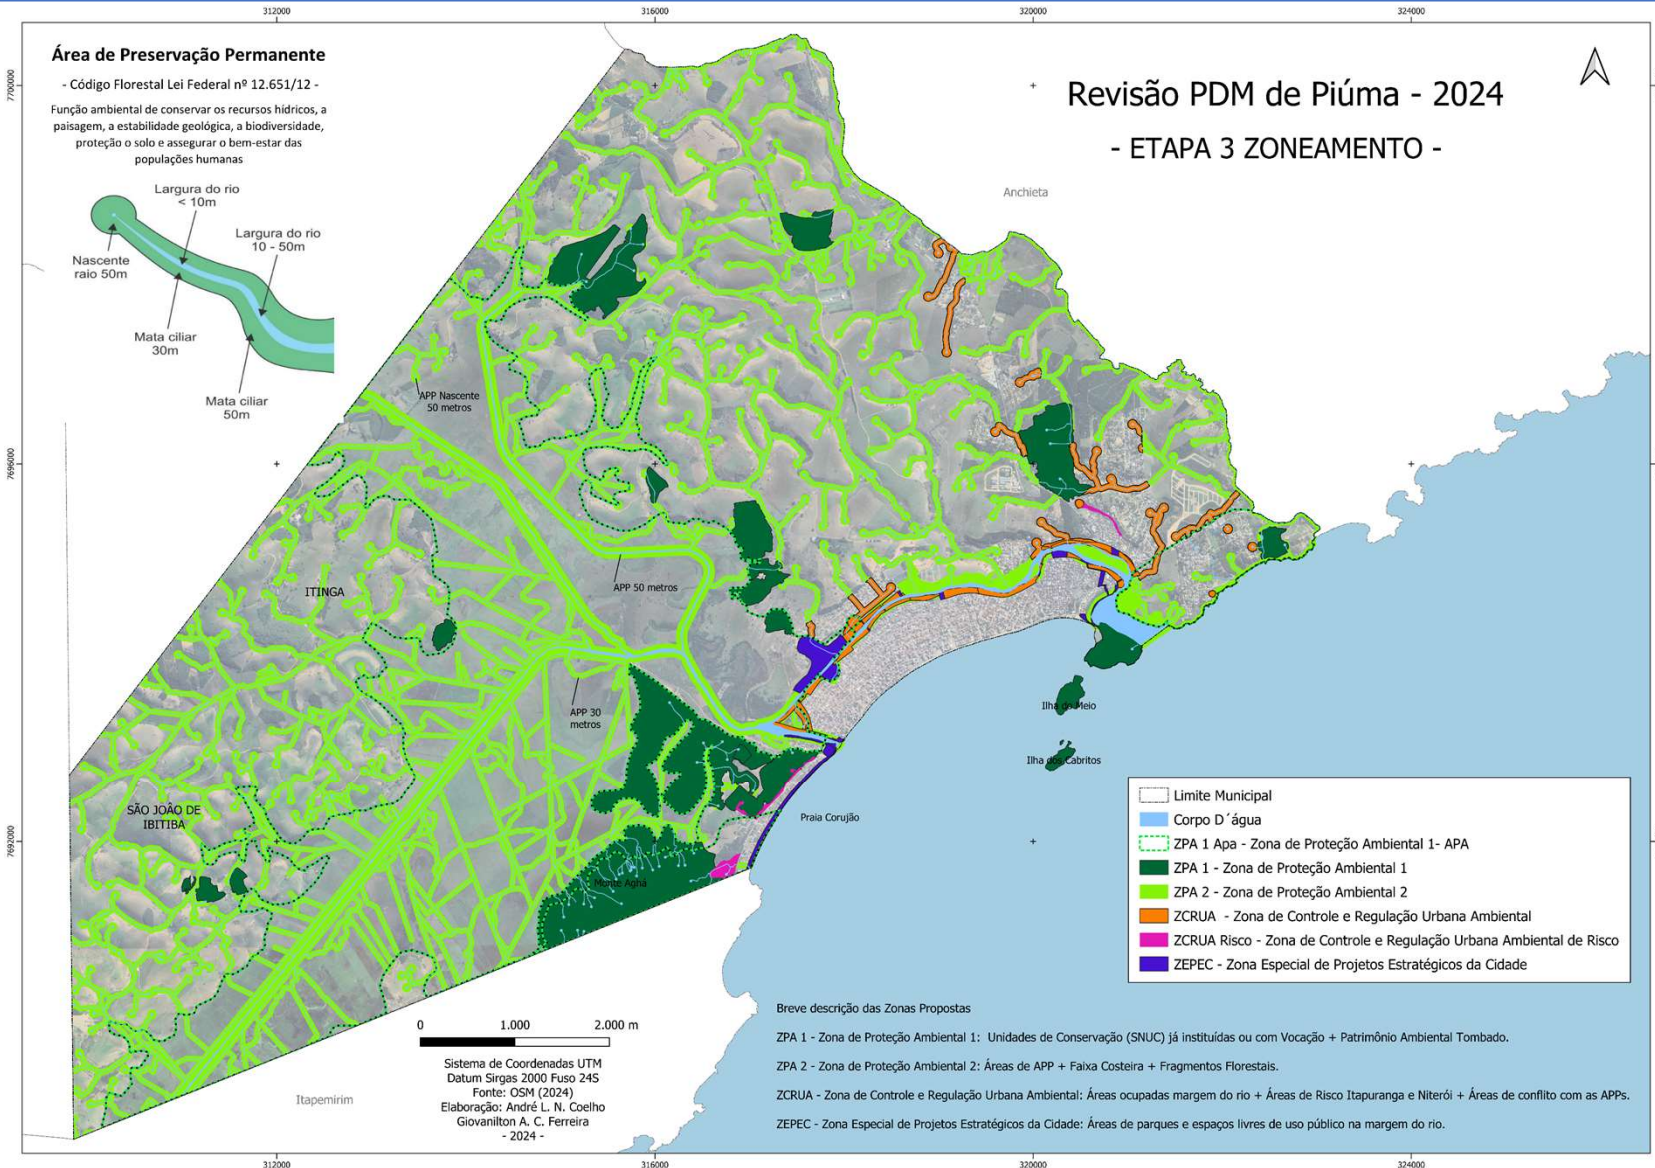 312000
316000
320000
324000
7700000
7696000
7692000
Área de Preservação Permanente
- Código Florestal Lei Federal nº 12.651/12 -
Função ambiental de conservar os recursos hídricos, a
paisagem, a estabilidade geológica, a biodiversidade,
proteção o solo e assegurar o bem-estar das
populações humanas
Largura do rio
< 10m
Largura do rio
10 - 50m
Nascente
raio 50m
Mata ciliar
30m
Mata ciliar
50m
Revisão PDM de Piúma - 2024
- ETAPA 3 ZONEAMENTO -
Anchieta
APP Nascente
50 metros
APP 50 metros
ITINGA
APP 30
metros
SÃO JOÃO DE
IBITIBA
Monte Aghá
Ilha do Meio
Ilha dos Cabritos
Praia Corujão
Itapemirim
Limite Municipal
Corpo D´água
ZPA 1 Apa - Zona de Proteção Ambiental 1- APA
ZPA 1 - Zona de Proteção Ambiental 1
ZPA 2 - Zona de Proteção Ambiental 2
ZCRUA - Zona de Controle e Regulação Urbana Ambiental
ZCRUA Risco - Zona de Controle e Regulação Urbana Ambiental de Risco
ZEPEC - Zona Especial de Projetos Estratégicos da Cidade
0 1.000 2.000 m
Sistema de Coordenadas UTM
Datum Sirgas 2000 Fuso 24S
Fonte: OSM (2024)
Elaboração: André L. N. Coelho
Giovanilton A. C. Ferreira
- 2024 -
Breve descrição das Zonas Propostas
ZPA 1 - Zona de Proteção Ambiental 1: Unidades de Conservação (SNUC) já instituídas ou com Vocação + Patrimônio Ambiental Tombado.
ZPA 2 - Zona de Proteção Ambiental 2: Áreas de APP + Faixa Costeira + Fragmentos Florestais.
ZCRUA - Zona de Controle e Regulação Urbana Ambiental: Áreas ocupadas margem do rio + Áreas de Risco Itapuranga e Niterói + Áreas de conflito com as APPs.
ZEPEC - Zona Especial de Projetos Estratégicos da Cidade: Áreas de parques e espaços livres de uso público na margem do rio.
312000
316000
320000
324000